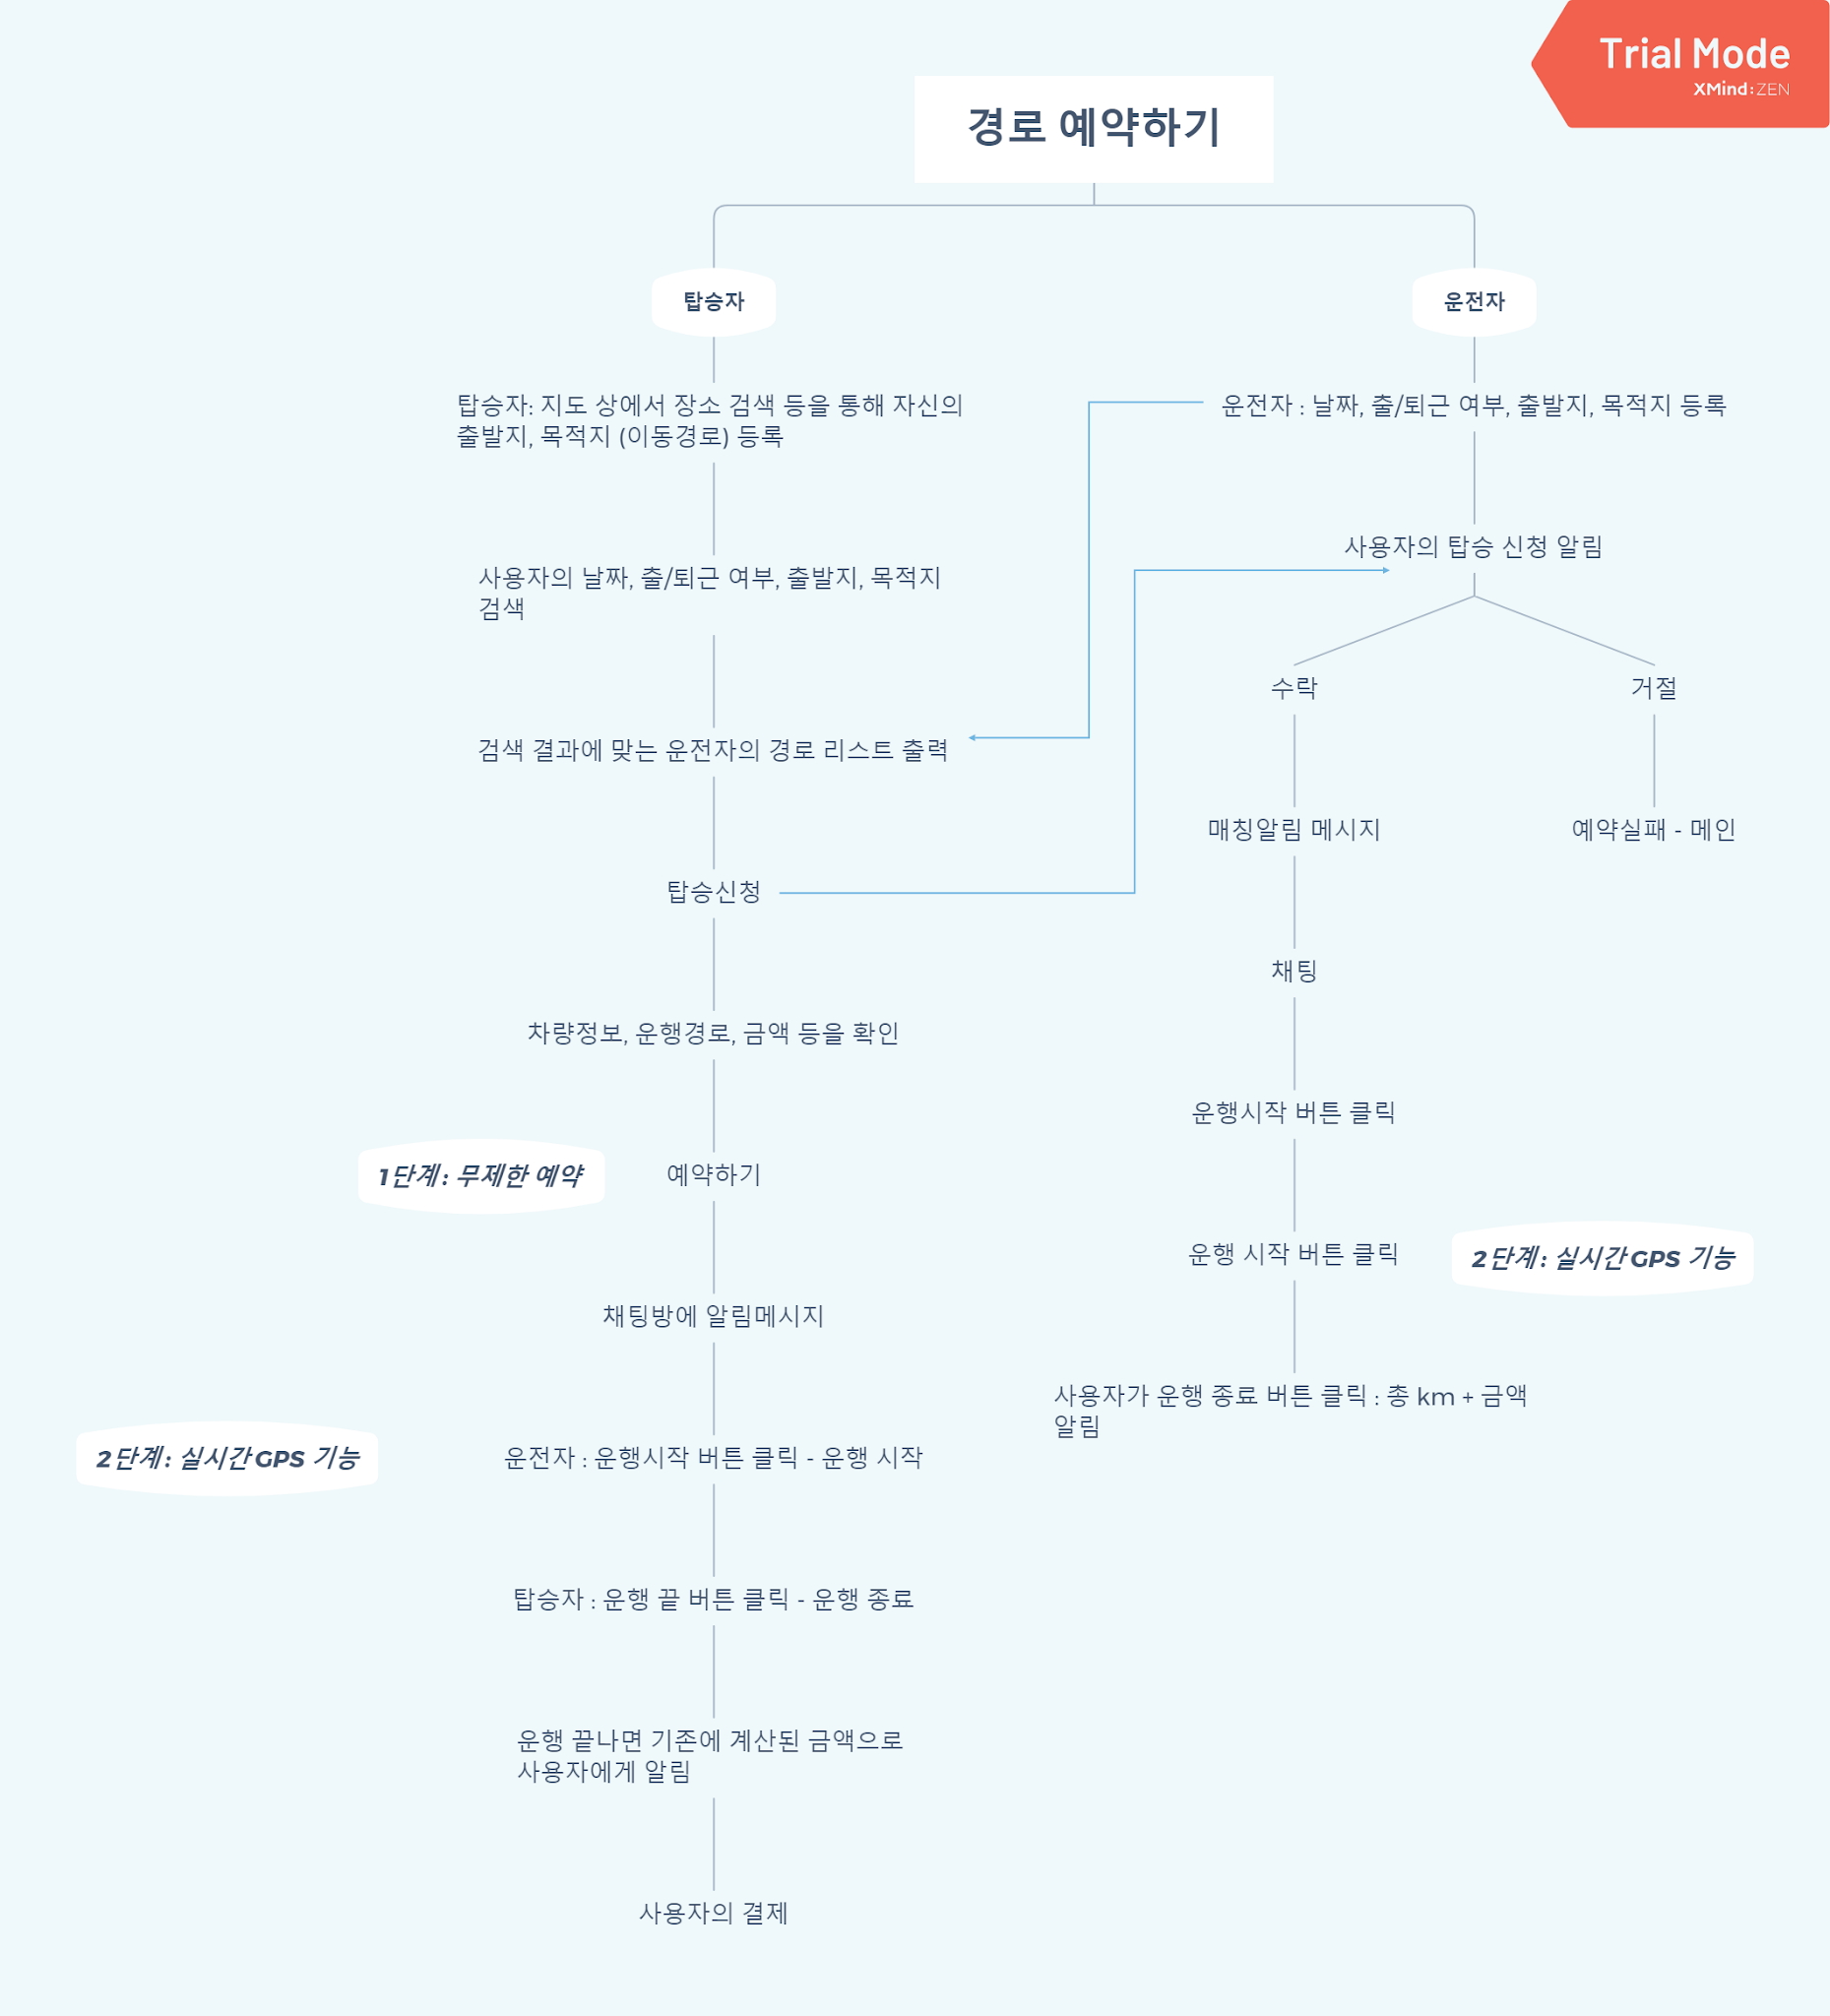 Trial Mode
XMind:ZEN
경로 예약하기
탑승자
탑승자: 지도 상에서 장소 검색 등을 통해 자신의
출발지, 목적지 (이동경로) 등록
사용자의 날짜, 출/퇴근 여부, 출발지, 목적지
검색
검색 결과에 맞는 운전자의 경로 리스트 출력
탑승신청
차량정보, 운행경로, 금액 등을 확인
1단계 : 무제한 예약
예약하기
채팅방에 알림메시지
2단계 : 실시간 GPS 기능
운전자 : 운행시작 버튼 클릭 - 운행 시작
탑승자 : 운행 끝 버튼 클릭 - 운행 종료
운행 끝나면 기존에 계산된 금액으로
사용자에게 알림
사용자의 결제
운전자
운전자 : 날짜, 출/퇴근 여부, 출발지, 목적지 등록
사용자의 탑승 신청 알림
수락
매칭알림 메시지
채팅
운행시작 버튼 클릭
운행 시작 버튼 클릭
2단계 : 실시간 GPS 기능
사용자가 운행 종료 버튼 클릭 : 총 km + 금액
알림
거절
예약실패 - 메인